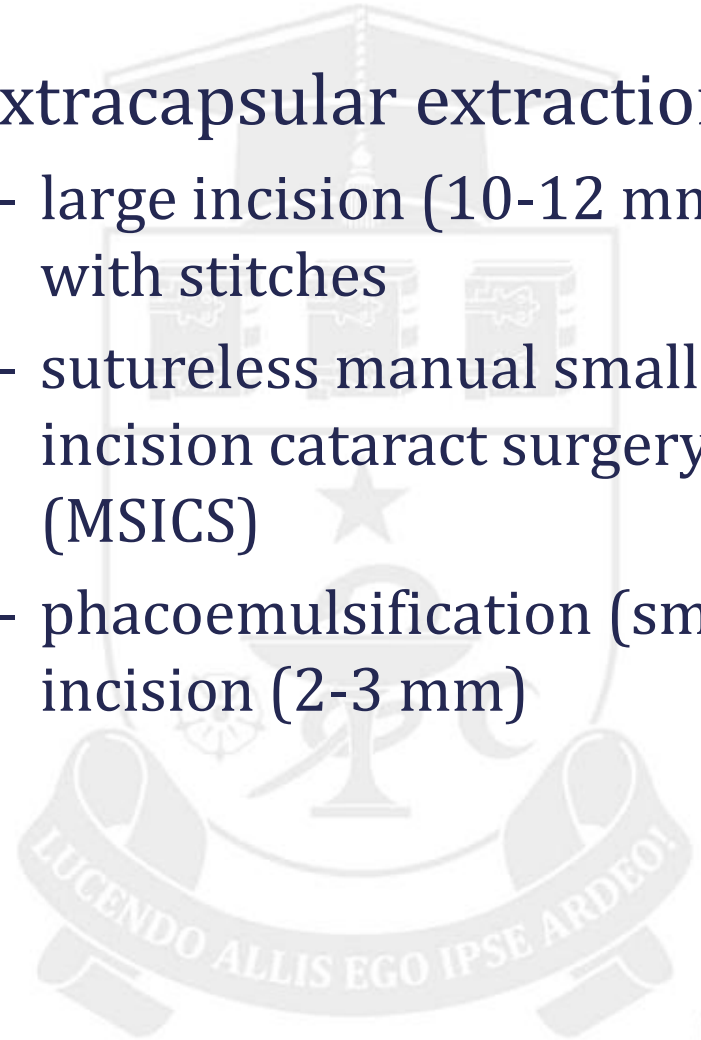 xtracapsular extractio
- large incision (10-12 mm
with stitches
- sutureless manual small
incision cataract surgery
(MSICS)
- phacoemulsification (sm
incision (2-3 mm)
LUCENDO ALLIS EGO IPSE ARDEO!